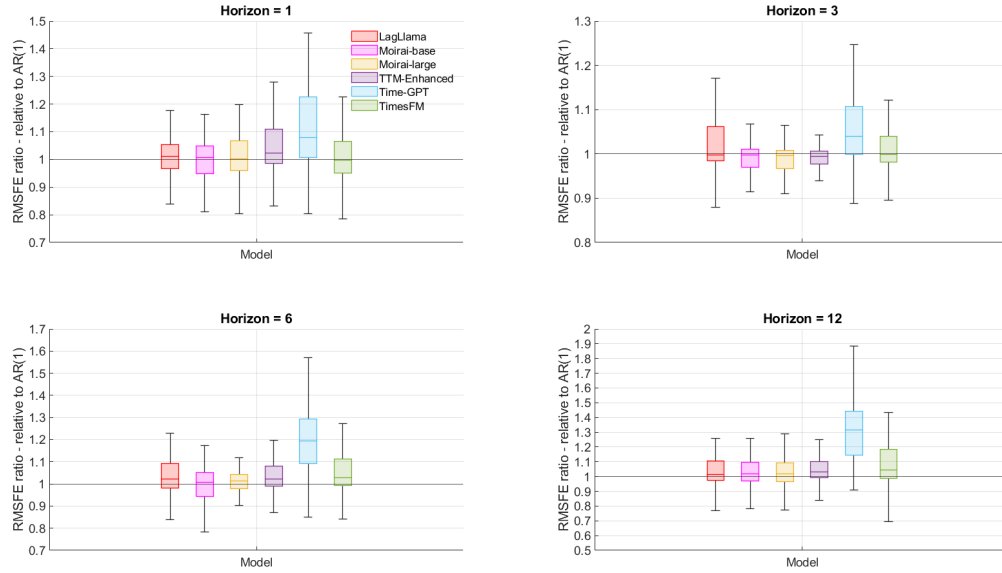 Horizon = 1
1.5
1.4
1.3
1.2
1.1
1
0.9
0.8
0.7
RMSFE ratio - relative to AR(1)
Model
LagLlama
Moirai-base
Moirai-large
TTM-Enhanced
Time-GPT
TimesFM
Horizon = 3
1.3
1.2
1.1
1
0.9
0.8
RMSFE ratio - relative to AR(1)
Model
Horizon = 6
1.7
1.6
1.5
1.4
1.3
1.2
1.1
1
0.9
0.8
0.7
RMSFE ratio - relative to AR(1)
Model
Horizon = 12
2
1.9
1.8
1.7
1.6
1.5
1.4
1.3
1.2
1.1
1
0.9
0.8
0.7
0.6
0.5
RMSFE ratio - relative to AR(1)
Model